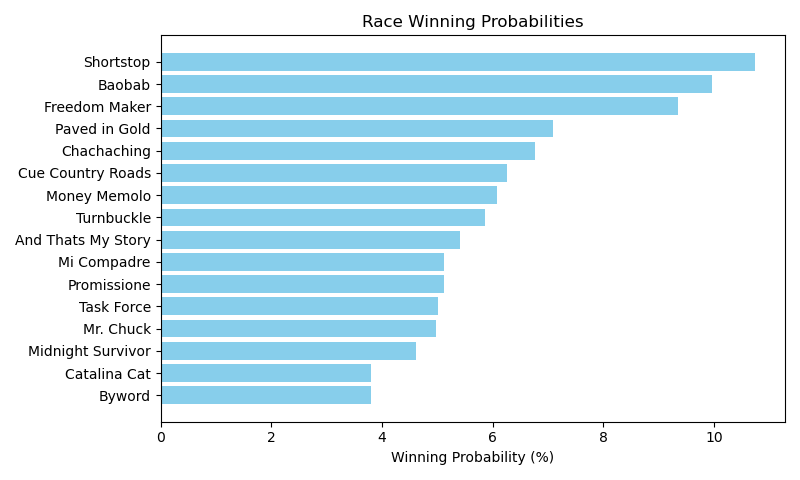 Race Winning Probabilities
Shortstop
Baobab
Freedom Maker
Paved in Gold
Chachaching
Cue Country Roads
Money Memolo
Turnbuckle
And Thats My Story
Mi Compadre
Promissione
Task Force
Mr. Chuck
Midnight Survivor
Catalina Cat
Byword
0 2 4 6 8 10
Winning Probability (%)